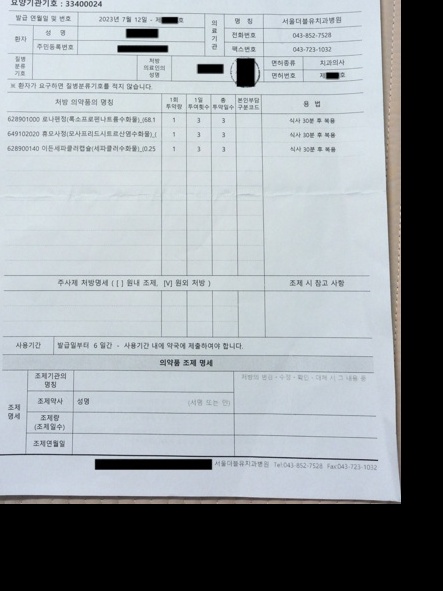 요양기관기호 : 33400024
발급 연월일 및 번호 2023년 7월 12일 - 제 호
의료기관
명 칭 서울더블유치과병원
환자
성 명
전화번호 043-852-7528
주민등록번호
팩스번호 043-723-1032
질병분류기호
처방 의료인의 성명
면허종류 치과의사
면허번호 제 호
※ 환자가 요구하면 질병분류기호를 적지 않습니다.
처방 의약품의 명칭 1회 투약량 1일 투여횟수 총 투약일수 본인부담 구분코드 용 법
628901000 로나펜정(록소프로펜나트륨수화물)_(68.1 1 3 3 식사 30분 후 복용
649102020 휴모사정(모사프리드시트르산염수화물)_( 1 3 3 식사 30분 후 복용
628900140 이든세파클러캡슐(세파클러수화물)_(0.25 1 3 3 식사 30분 후 복용
주사제 처방명세 ( [ ] 원내 조제, [V] 원외 처방 ) 조제 시 참고 사항
사용기간 발급일부터 6 일간 - 사용기간 내에 약국에 제출하여야 합니다.
의약품 조제 명세
조제명세
조제기관의 명칭
처방의 변경·수정·확인·대체 시 그 내용 등
조제약사 성명 (서명 또는 인)
조제량 (조제일수)
조제연월일
서울더블유치과병원 Tel:043-852-7528 Fax:043-723-1032